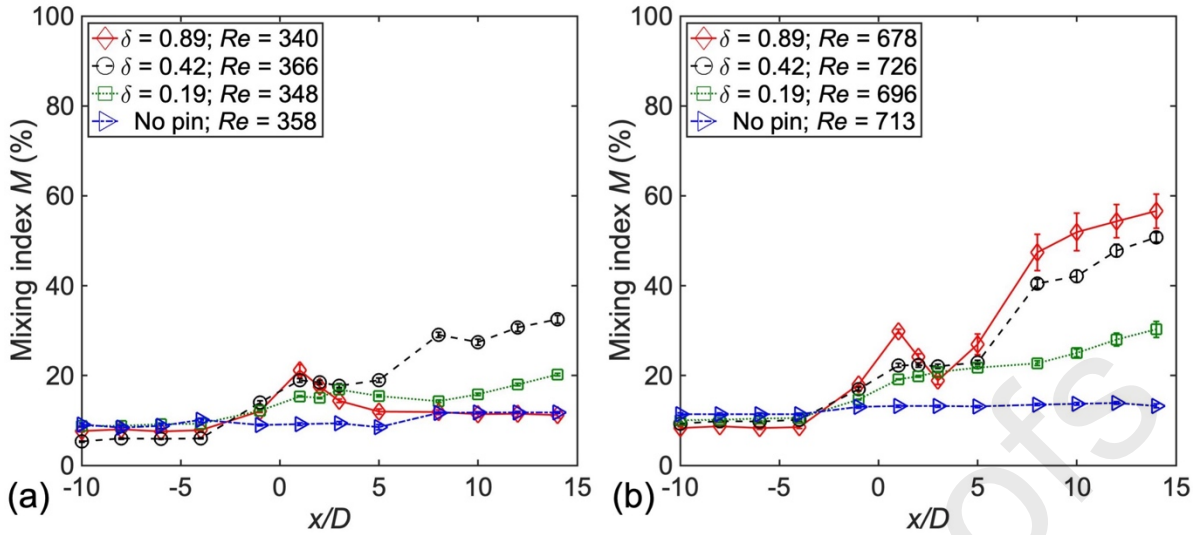 100
80
60
40
20
0
Mixing index M (%)
δ = 0.89; Re = 340
δ = 0.42; Re = 366
δ = 0.19; Re = 348
No pin; Re = 358
-10 -5 0 5 10 15
x/D
(a)
100
80
60
40
20
0
Mixing index M (%)
δ = 0.89; Re = 678
δ = 0.42; Re = 726
δ = 0.19; Re = 696
No pin; Re = 713
-10 -5 0 5 10 15
x/D
(b)
ofs